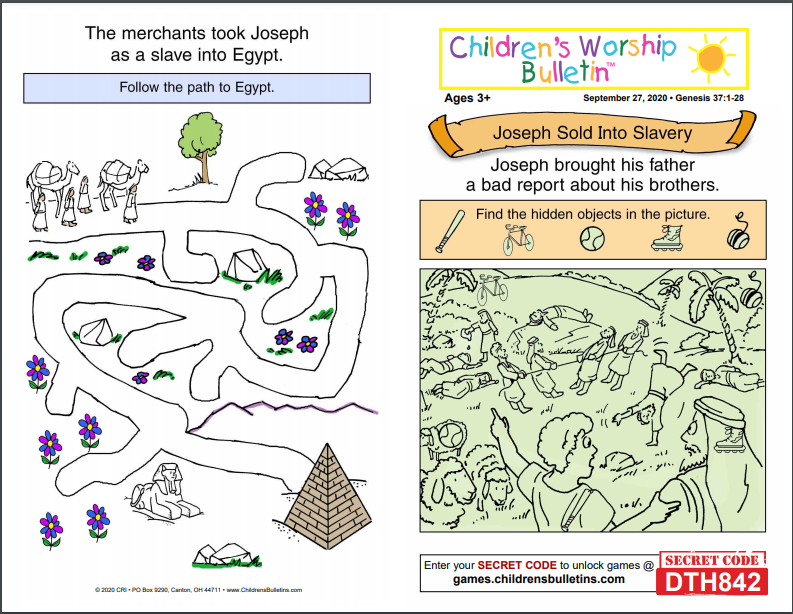 The merchants took Joseph
as a slave into Egypt.
Follow the path to Egypt.
© 2020 CRI • PO Box 9290, Canton, OH 44711 • www.ChildrensBulletins.com
Children's Worship
Bulletin™
Ages 3+
September 27, 2020 • Genesis 37:1-28
Joseph Sold Into Slavery
Joseph brought his father
a bad report about his brothers.
Find the hidden objects in the picture.
Enter your SECRET CODE to unlock games @
games.childrensbulletins.com
SECRET CODE
DTH842